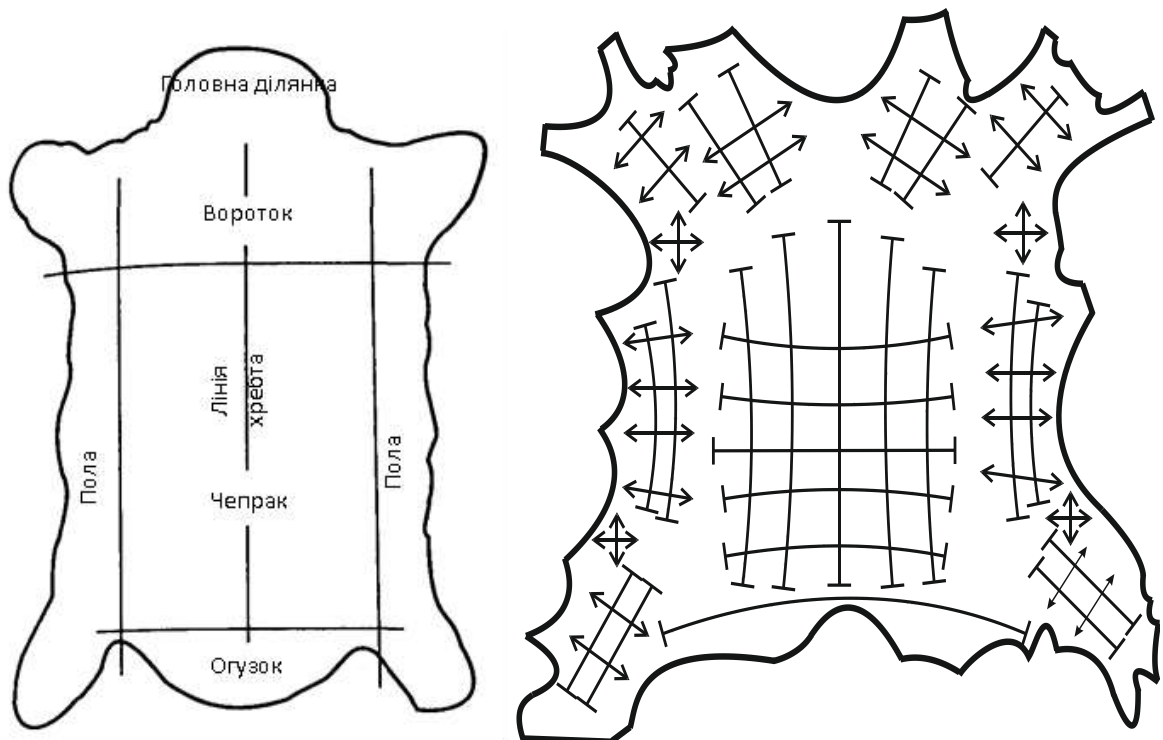 Головна ділянка
Вороток
Лінія
хребта
Пола
Пола
Чепрак
Огузок